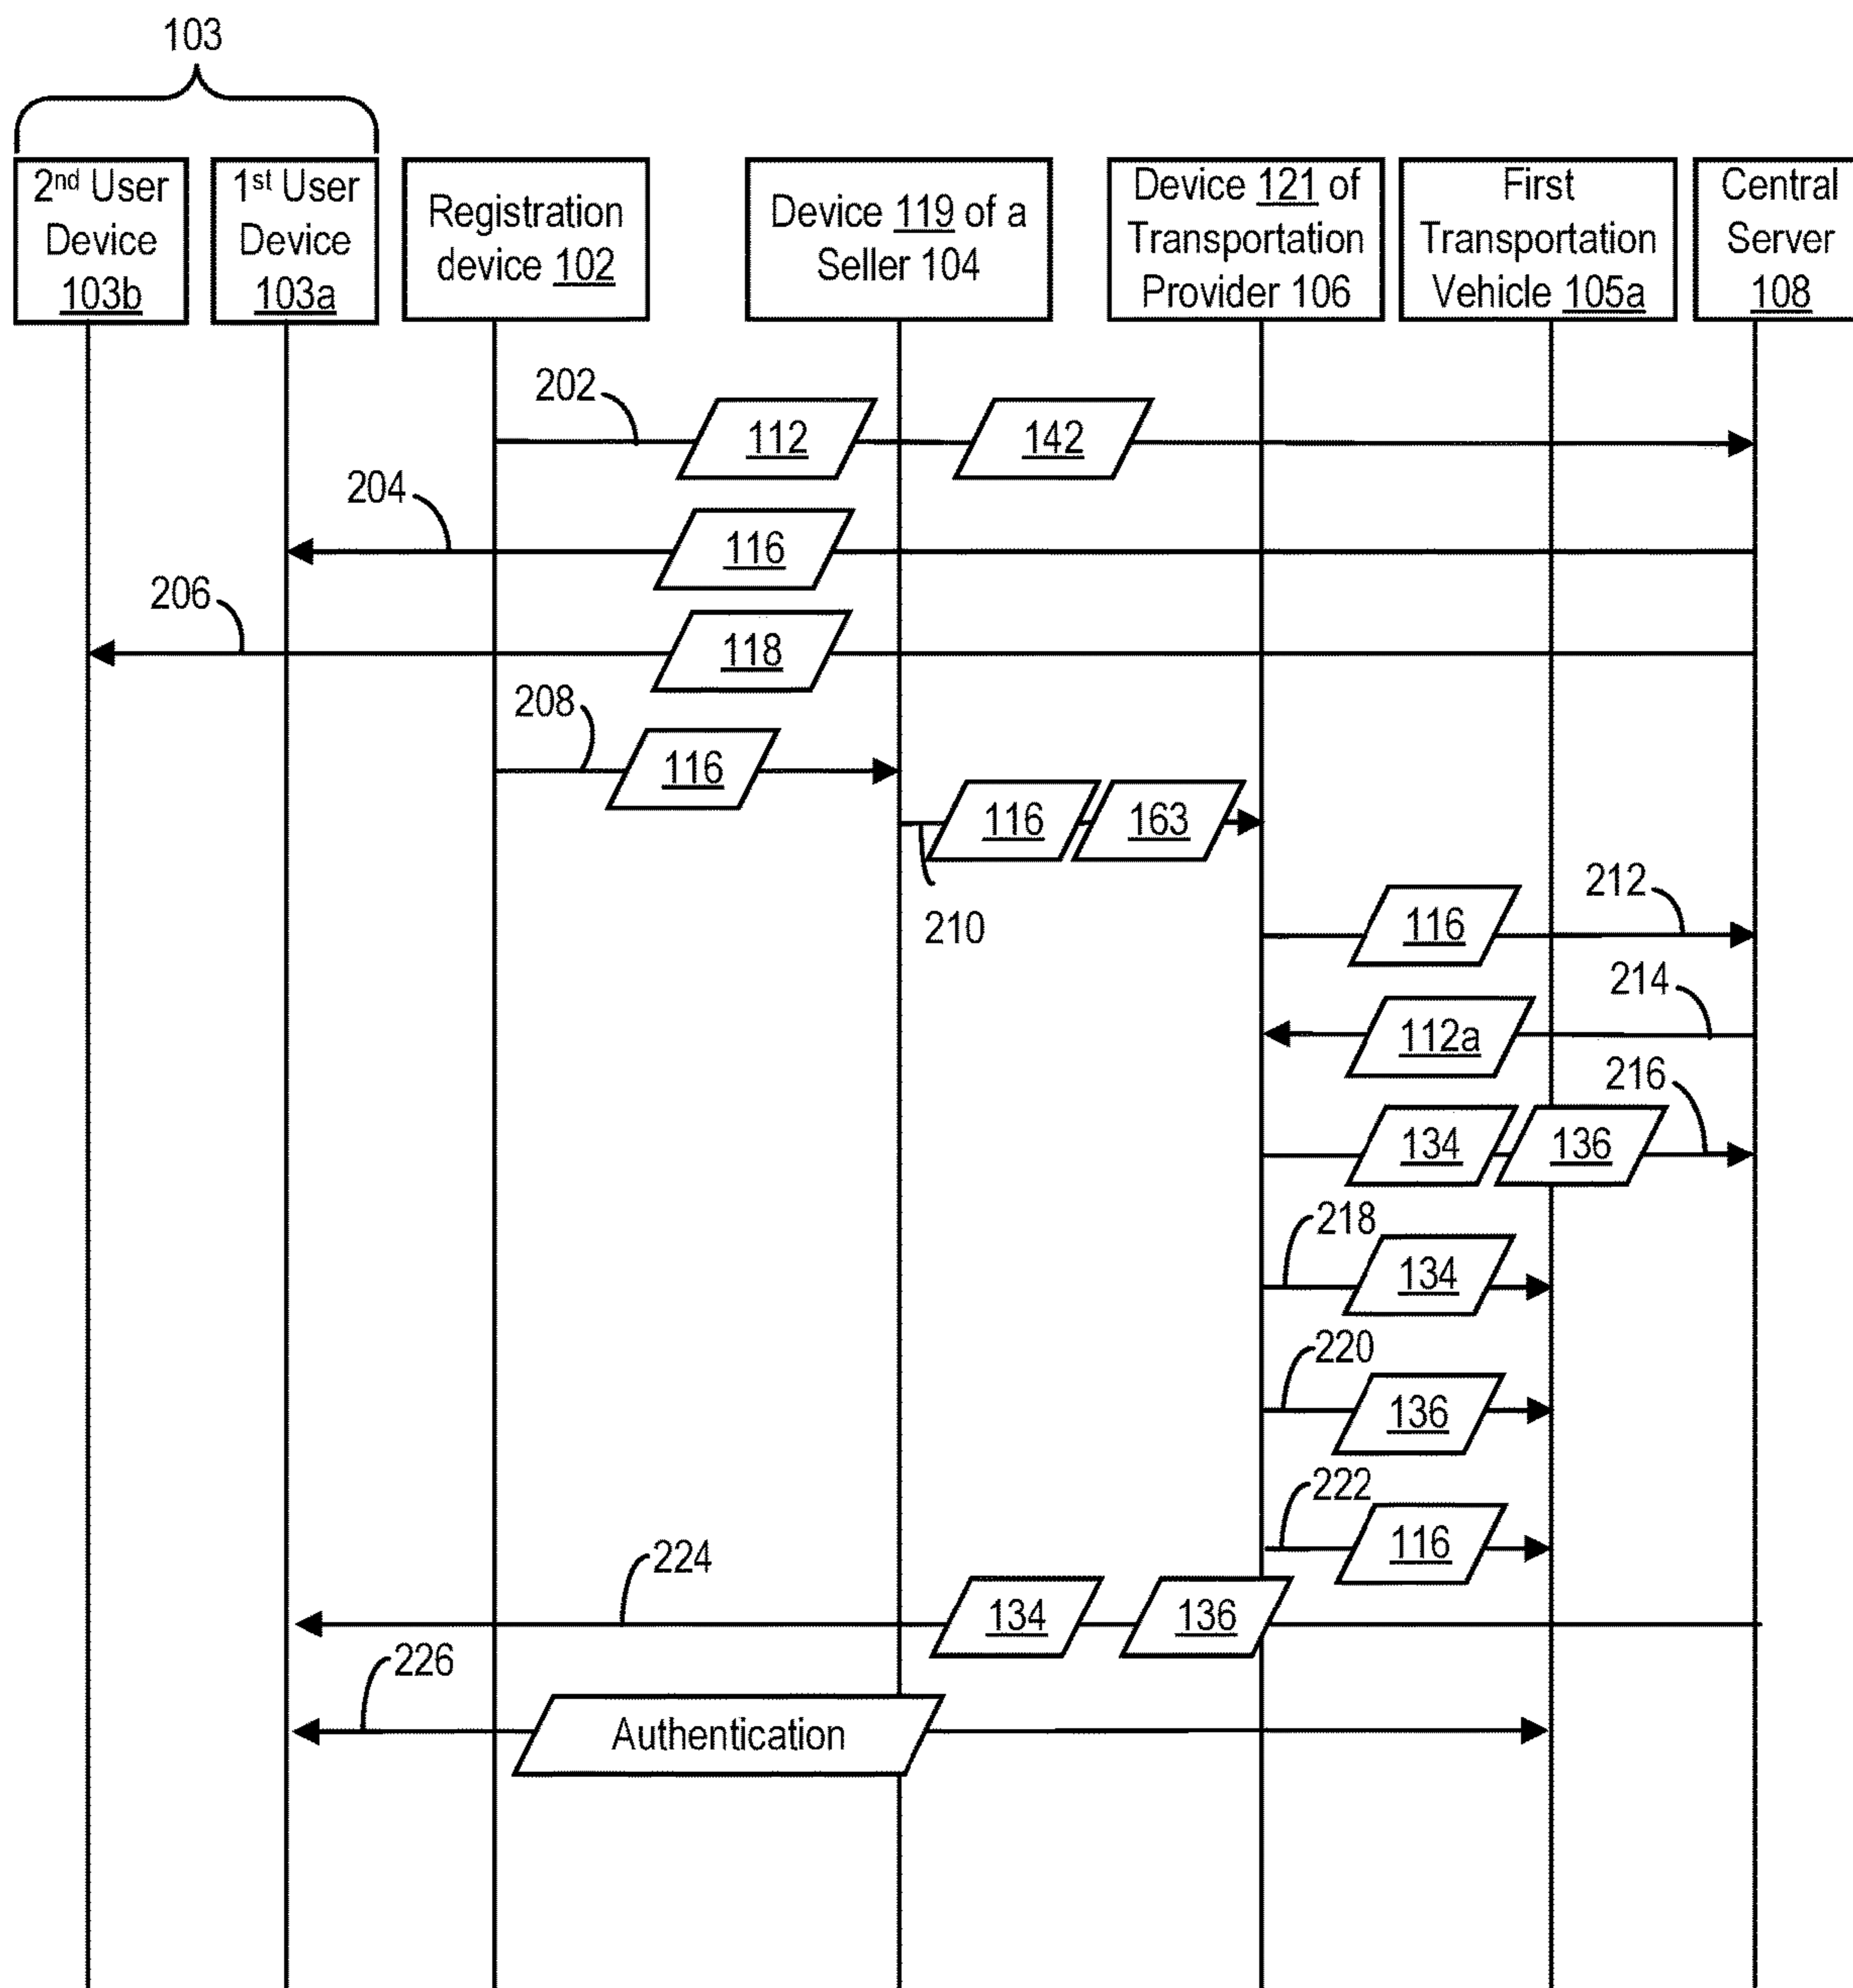 103
2nd User
Device
103b
1st User
Device
103a
Registration
device 102
Device 119 of a
Seller 104
Device 121 of
Transportation
Provider 106
First
Transportation
Vehicle 105a
Central
Server
108
202
112
142
204
116
206
118
208
116
116
163
210
116
212
112a
214
134
136
216
218
134
220
136
222
116
224
134
136
226
Authentication